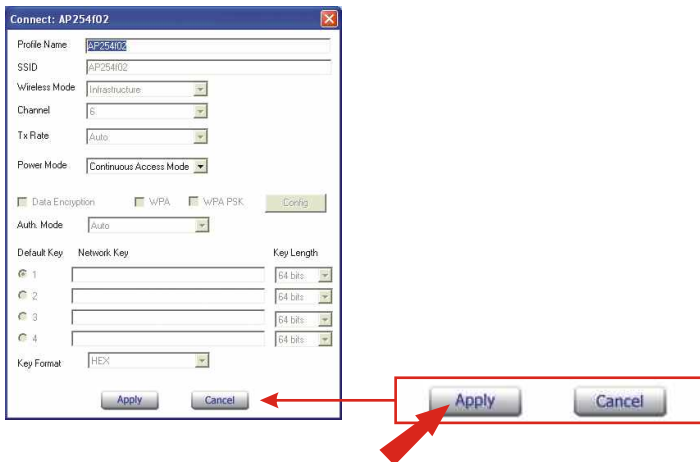 Connect: AP254f02
Profile Name AP254f02
SSID AP254f02
Wireless Mode Infrastructure
Channel 6
Tx Rate Auto
Power Mode Continuous Access Mode
Data Encryption WPA WPA PSK Config
Auth. Mode Auto
Default Key Network Key Key Length
1 64 bits
2 64 bits
3 64 bits
4 64 bits
Key Format HEX
Apply Cancel
Apply Cancel